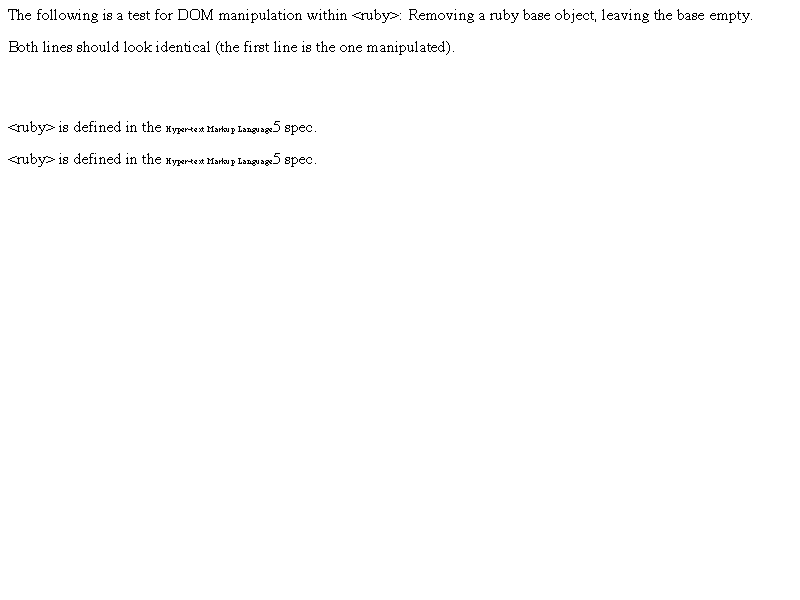 The following is a test for DOM manipulation within <ruby>: Removing a ruby base object, leaving the base empty.
Both lines should look identical (the first line is the one manipulated).
<ruby> is defined in the Hyper-text Markup Language5 spec.
<ruby> is defined in the Hyper-text Markup Language5 spec.